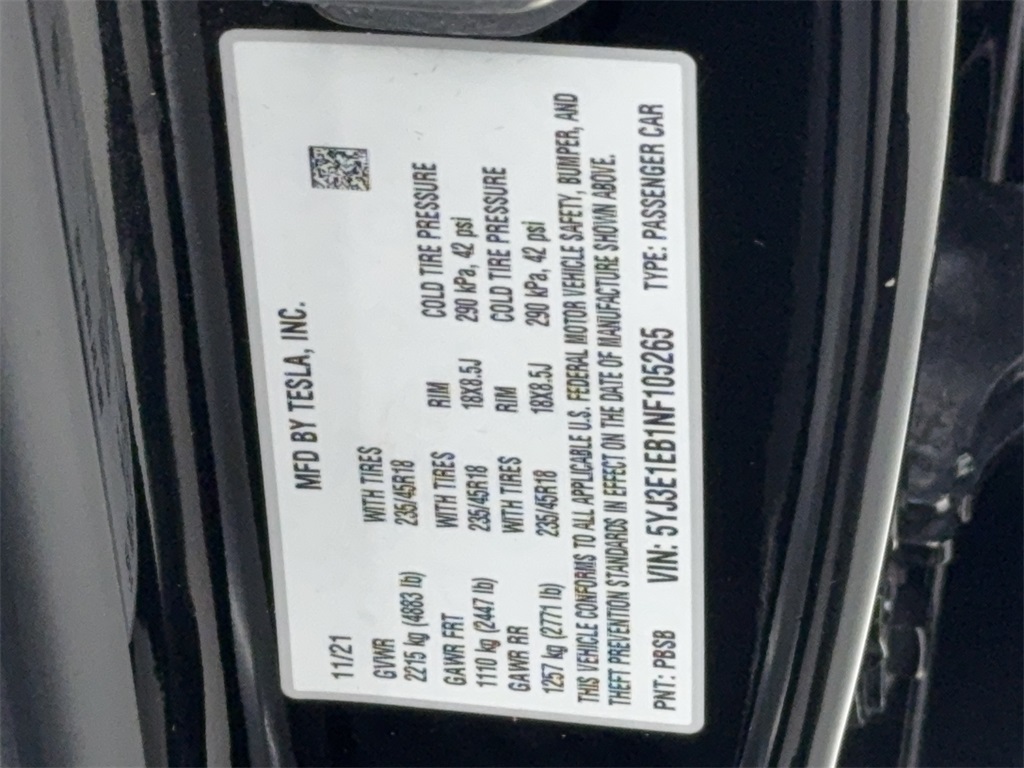 MFD BY TESLA, INC.
11/21
GVWR WITH TIRES
2215 kg (4883 lb) 235/45R18 RIM COLD TIRE PRESSURE
GAWR FRT WITH TIRES 18X8.5J 290 kPa, 42 psi
1110 kg (2447 lb) 235/45R18 RIM COLD TIRE PRESSURE
GAWR RR WITH TIRES 18X8.5J 290 kPa, 42 psi
1257 kg (2771 lb) 235/45R18
THIS VEHICLE CONFORMS TO ALL APPLICABLE U.S. FEDERAL MOTOR VEHICLE SAFETY, BUMPER, AND
THEFT PREVENTION STANDARDS IN EFFECT ON THE DATE OF MANUFACTURE SHOWN ABOVE.
PNT: PBSB VIN: 5YJ3E1EB1NF105265 TYPE: PASSENGER CAR